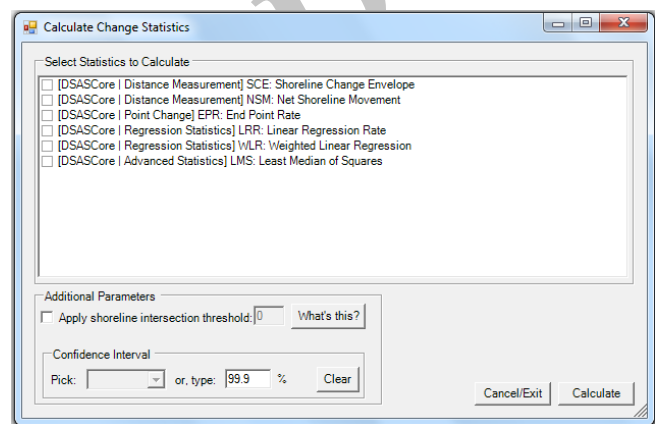 Calculate Change Statistics
Select Statistics to Calculate
[DSASCore | Distance Measurement] SCE: Shoreline Change Envelope
[DSASCore | Distance Measurement] NSM: Net Shoreline Movement
[DSASCore | Point Change] EPR: End Point Rate
[DSASCore | Regression Statistics] LRR: Linear Regression Rate
[DSASCore | Regression Statistics] WLR: Weighted Linear Regression
[DSASCore | Advanced Statistics] LMS: Least Median of Squares
Additional Parameters
Apply shoreline intersection threshold: 0 What's this?
Confidence Interval
Pick: or, type: 99.9 % Clear
Cancel/Exit Calculate